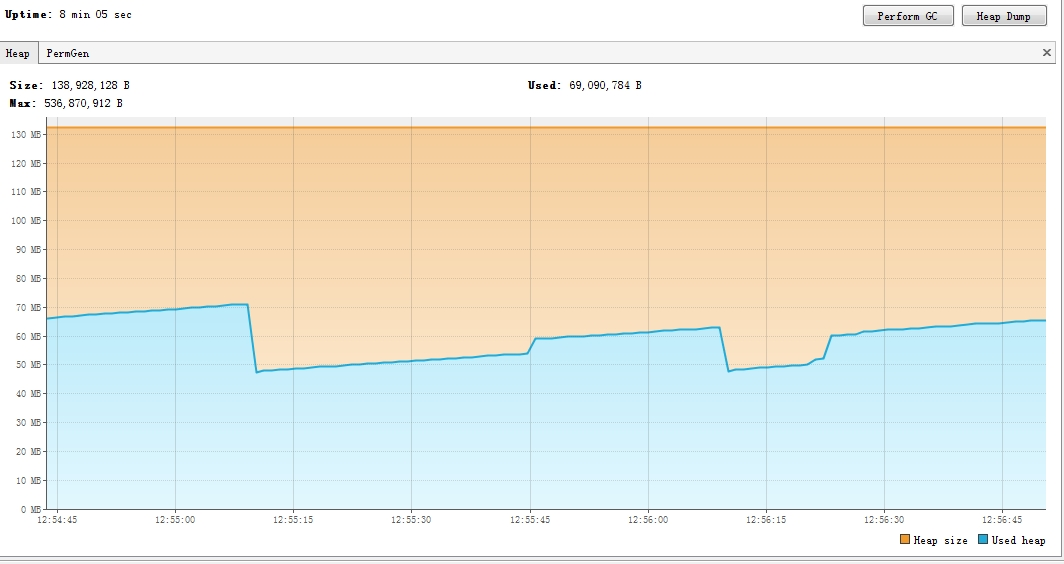 Uptime: 8 min 05 sec
Perform GC
Heap Dump
Heap
PermGen
Size: 138,928,128 B
Used: 69,090,784 B
Max: 536,870,912 B
130 MB
120 MB
110 MB
100 MB
90 MB
80 MB
70 MB
60 MB
50 MB
40 MB
30 MB
20 MB
10 MB
0 MB
12:54:45
12:55:00
12:55:15
12:55:30
12:55:45
12:56:00
12:56:15
12:56:30
12:56:45
Heap size
Used heap